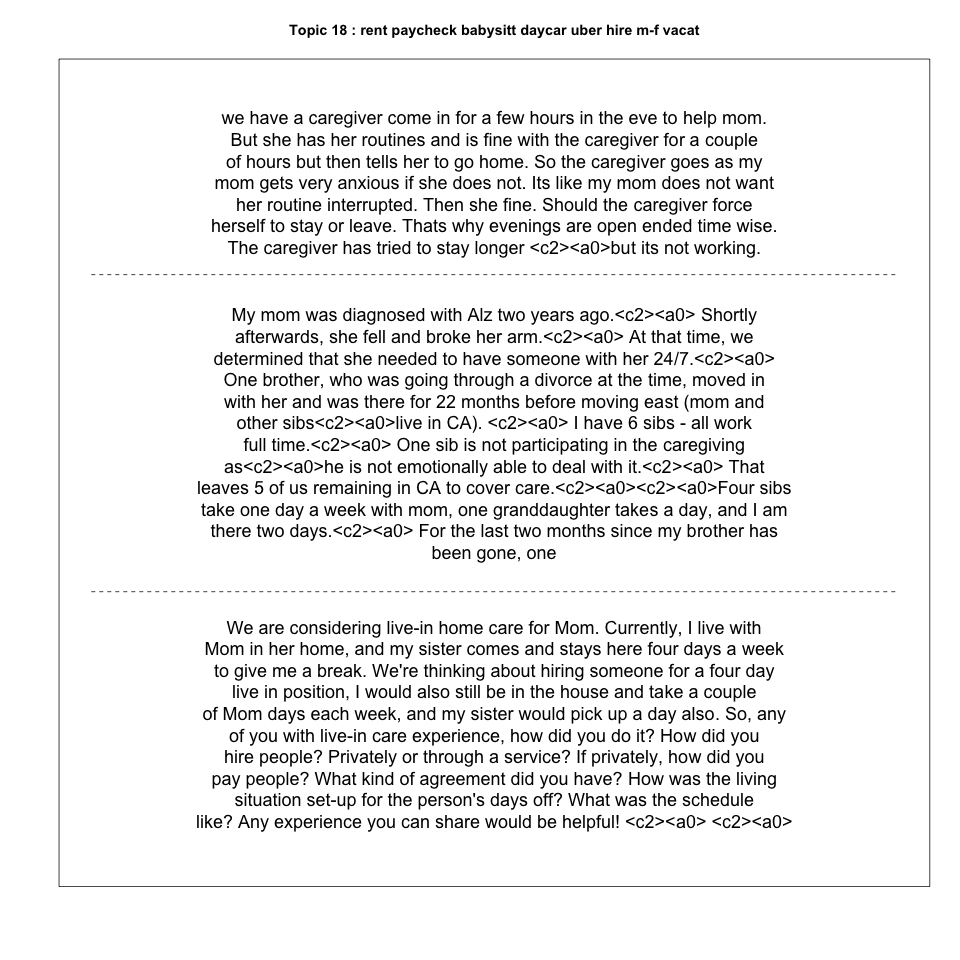 Topic 18 : rent paycheck babysitt daycar uber hire m-f vacat
we have a caregiver come in for a few hours in the eve to help mom.
But she has her routines and is fine with the caregiver for a couple
of hours but then tells her to go home. So the caregiver goes as my
mom gets very anxious if she does not. Its like my mom does not want
her routine interrupted. Then she fine. Should the caregiver force
herself to stay or leave. Thats why evenings are open ended time wise.
The caregiver has tried to stay longer <c2><a0>but its not working.
My mom was diagnosed with Alz two years ago.<c2><a0> Shortly
afterwards, she fell and broke her arm.<c2><a0> At that time, we
determined that she needed to have someone with her 24/7.<c2><a0>
One brother, who was going through a divorce at the time, moved in
with her and was there for 22 months before moving east (mom and
other sibs<c2><a0>live in CA). <c2><a0> I have 6 sibs - all work
full time.<c2><a0> One sib is not participating in the caregiving
as<c2><a0>he is not emotionally able to deal with it.<c2><a0> That
leaves 5 of us remaining in CA to cover care.<c2><a0><c2><a0>Four sibs
take one day a week with mom, one granddaughter takes a day, and I am
there two days.<c2><a0> For the last two months since my brother has
been gone, one
We are considering live-in home care for Mom. Currently, I live with
Mom in her home, and my sister comes and stays here four days a week
to give me a break. We're thinking about hiring someone for a four day
live in position, I would also still be in the house and take a couple
of Mom days each week, and my sister would pick up a day also. So, any
of you with live-in care experience, how did you do it? How did you
hire people? Privately or through a service? If privately, how did you
pay people? What kind of agreement did you have? How was the living
situation set-up for the person's days off? What was the schedule
like? Any experience you can share would be helpful! <c2><a0> <c2><a0>